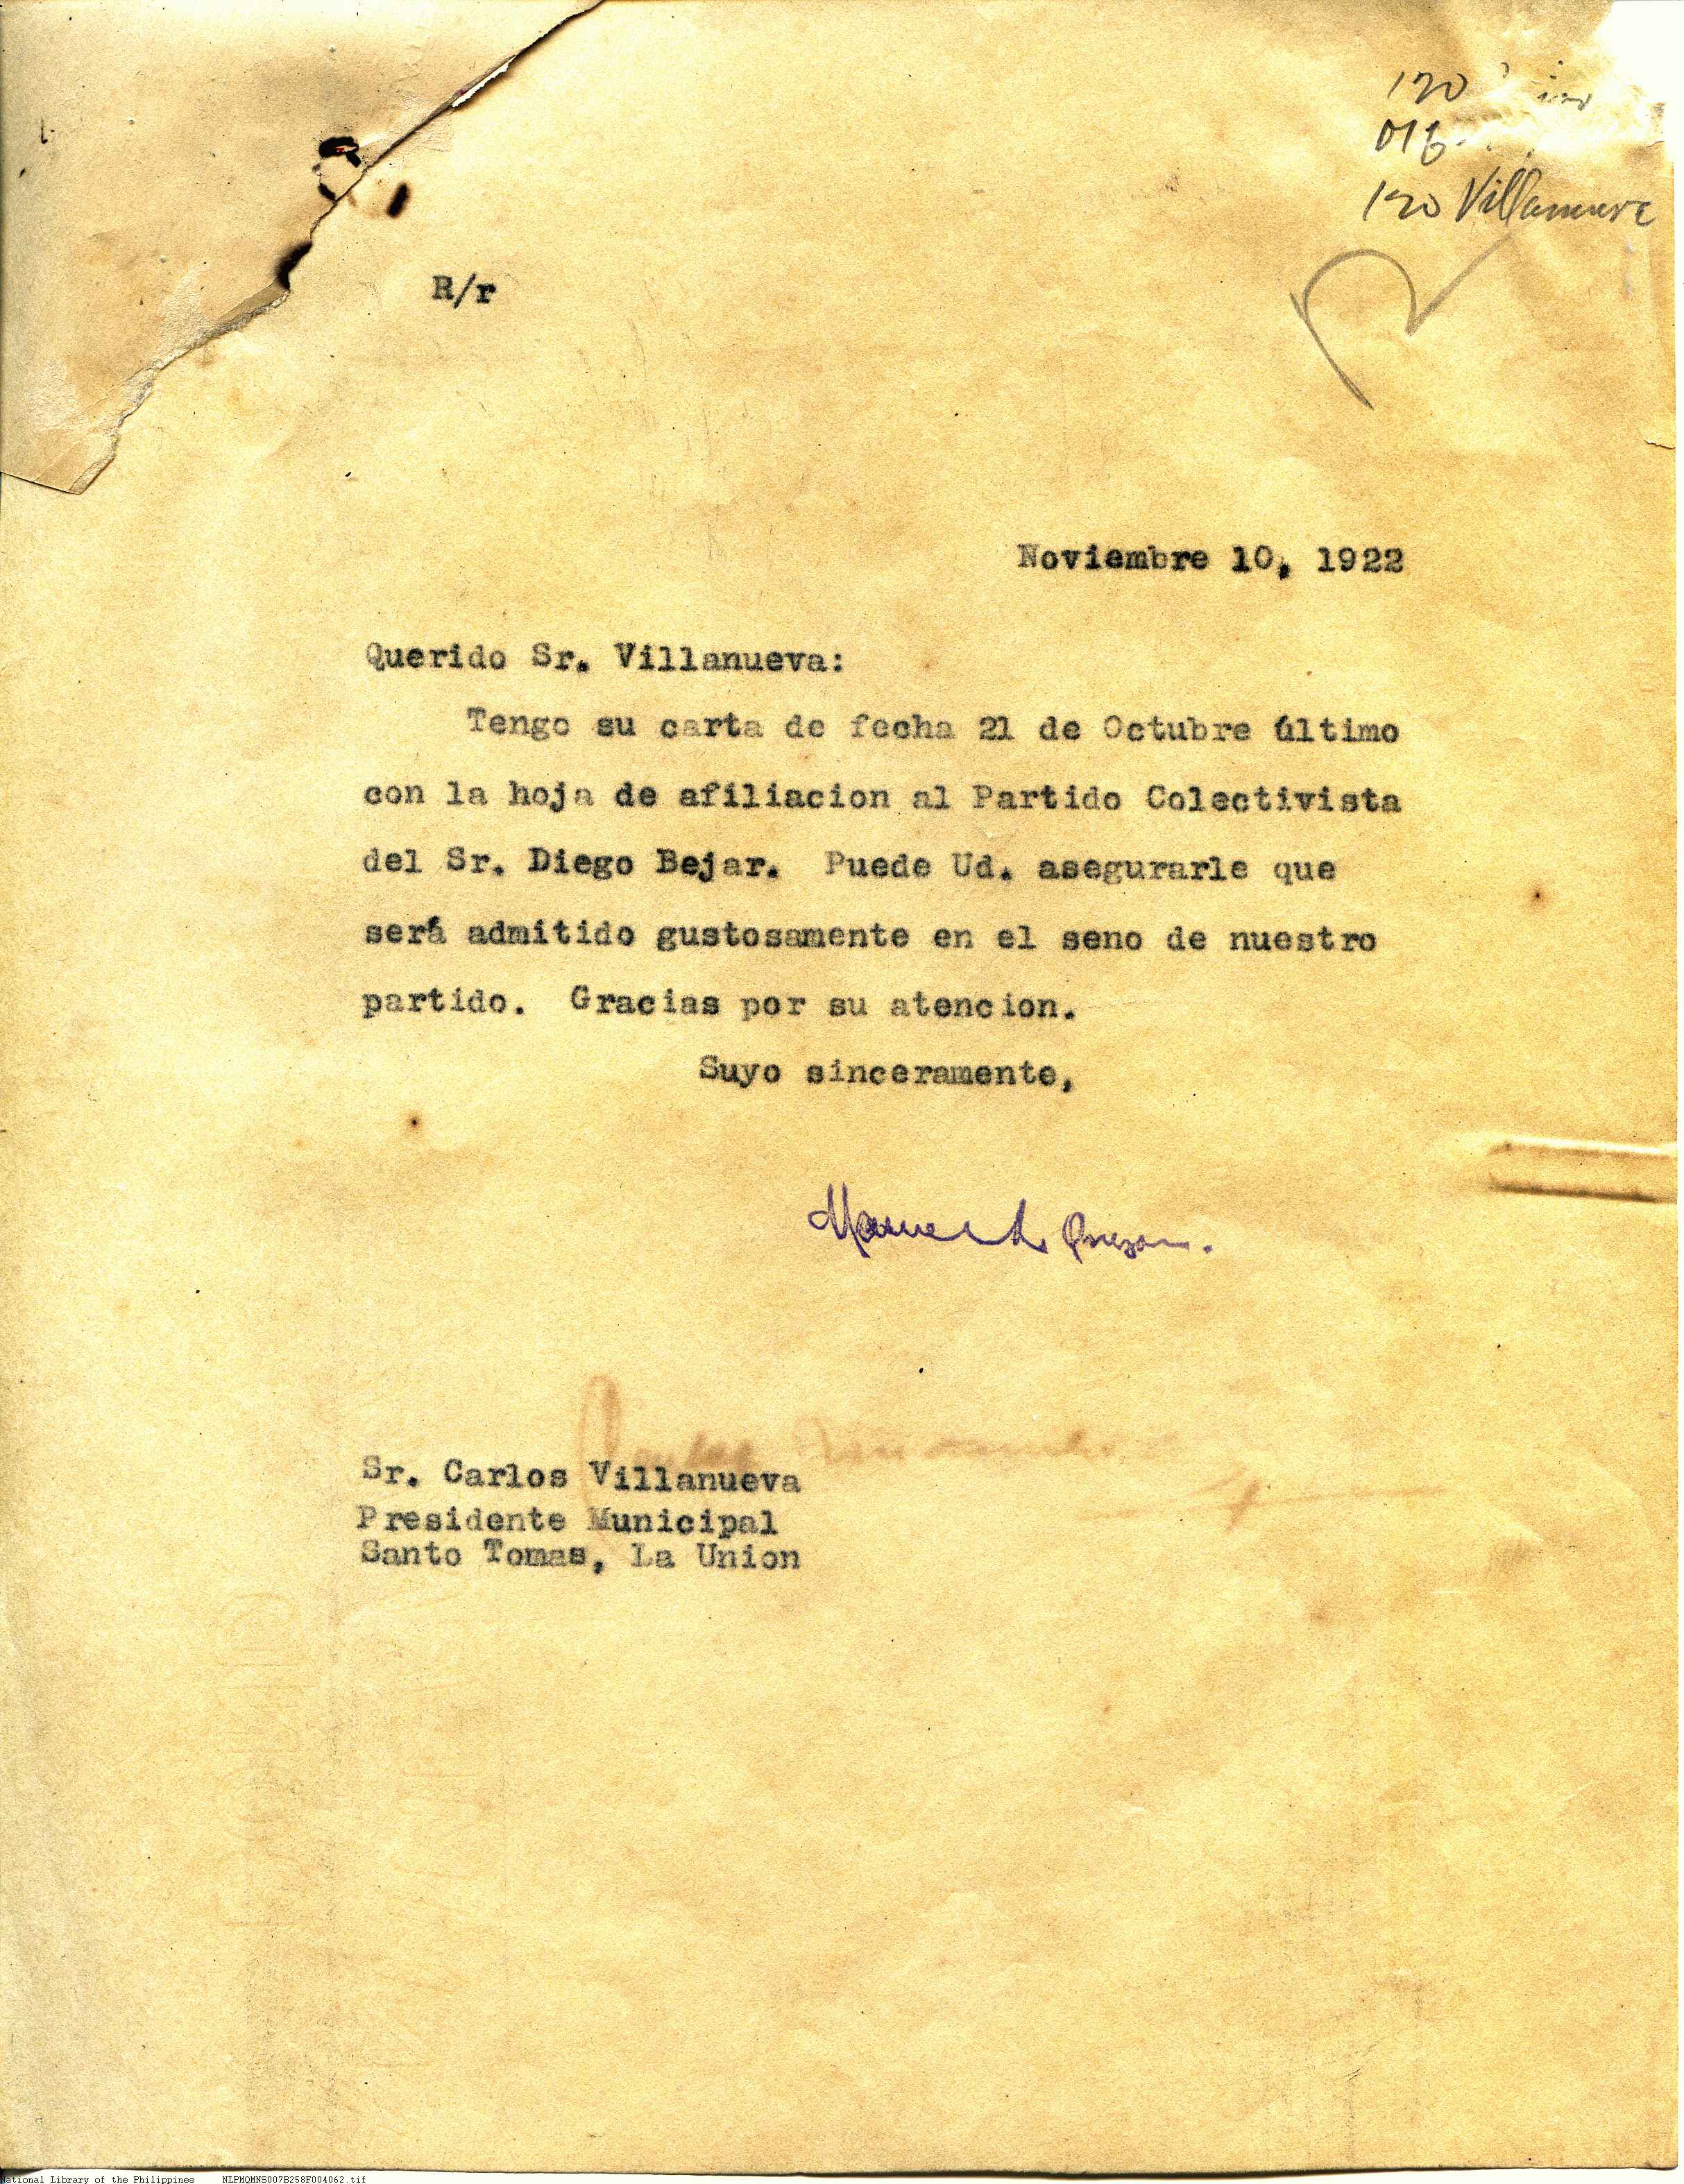 120
016
120 Villanueva
R/r
Noviembre 10, 1922
Querido Sr. Villanueva:
Tengo su carta de fecha 21 de Octubre último
con la hoja de afiliacion al Partido Colectivista
del Sr. Diego Bejar. Puede Ud. asegurarle que
será admitido gustosamente en el seno de nuestro
partido. Gracias por su atencion.
Suyo sinceramente,
Manuel L. Quezon.
Sr. Carlos Villanueva
Presidente Municipal
Santo Tomas, La Union
National Library of the Philippines NLPMQMNS007B258F004062.tif